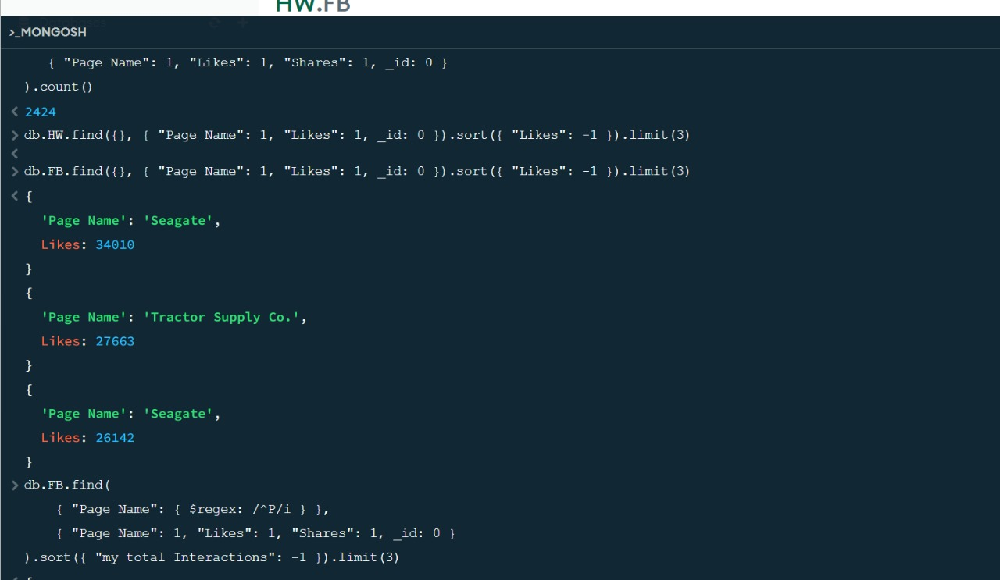 HW.FB
>_MONGOSH
{ "Page Name": 1, "Likes": 1, "Shares": 1, _id: 0 }
).count()
< 2424
> db.HW.find({}, { "Page Name": 1, "Likes": 1, _id: 0 }).sort({ "Likes": -1 }).limit(3)
<
> db.FB.find({}, { "Page Name": 1, "Likes": 1, _id: 0 }).sort({ "Likes": -1 }).limit(3)
< {
'Page Name': 'Seagate',
Likes: 34010
}
{
'Page Name': 'Tractor Supply Co.',
Likes: 27663
}
{
'Page Name': 'Seagate',
Likes: 26142
}
> db.FB.find(
{ "Page Name": { $regex: /^P/i } },
{ "Page Name": 1, "Likes": 1, "Shares": 1, _id: 0 }
).sort({ "my total Interactions": -1 }).limit(3)
< {